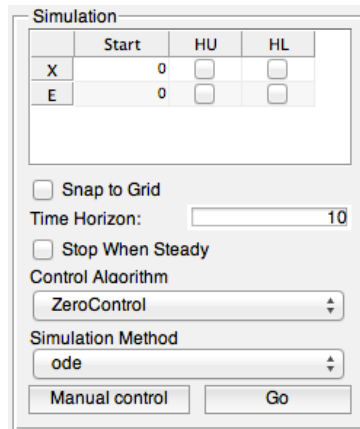 Simulation
Start HU HL
X 0
E 0
Snap to Grid
Time Horizon: 10
Stop When Steady
Control Algorithm
ZeroControl
Simulation Method
ode
Manual control Go